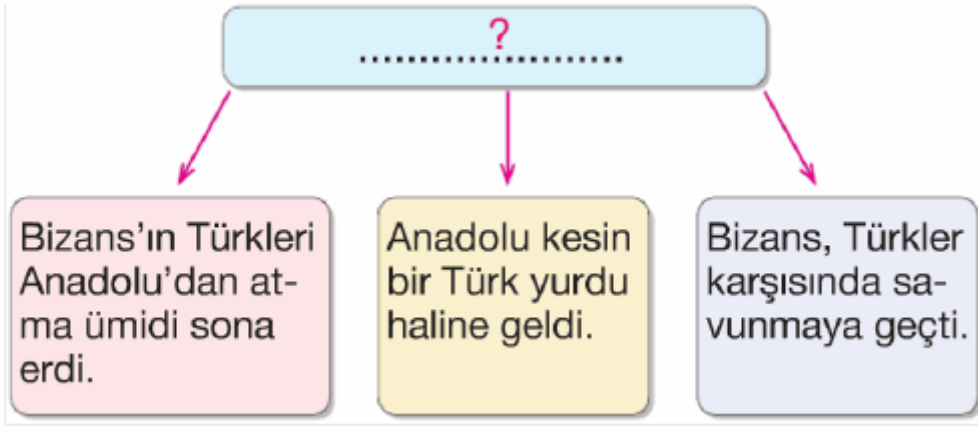 ?
......................
Bizans’ın Türkleri
Anadolu’dan at-
ma ümidi sona
erdi.
Anadolu kesin
bir Türk yurdu
haline geldi.
Bizans, Türkler
karşısında sa-
vunmaya geçti.